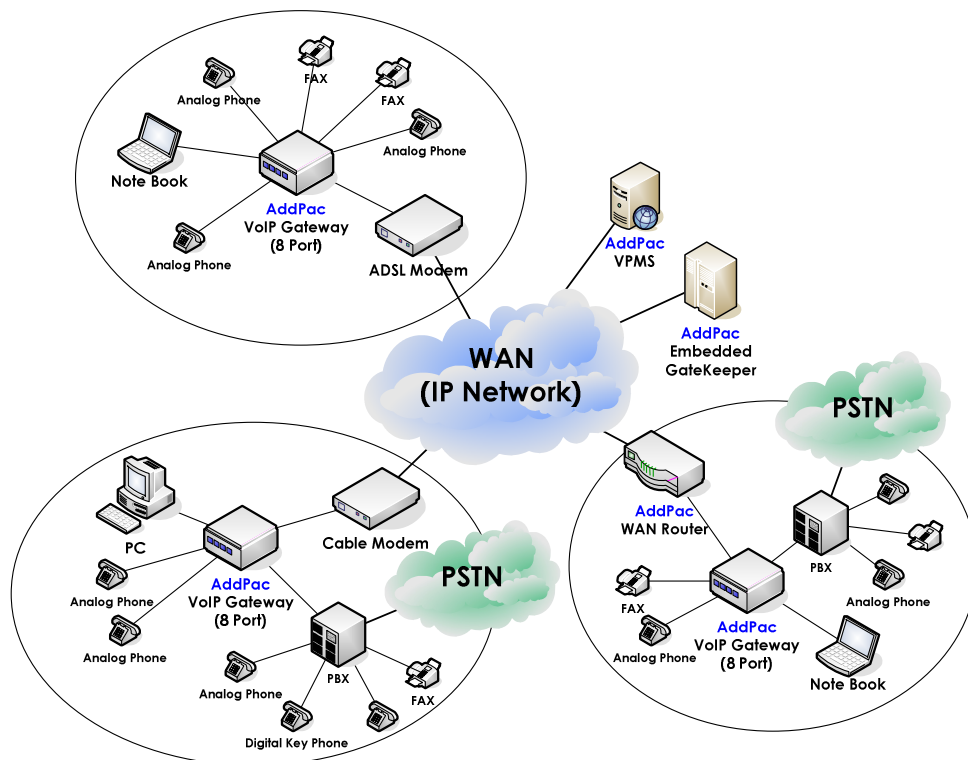 FAX
FAX
Analog Phone
Analog Phone
Note Book
AddPac
VoIP Gateway
(8 Port)
Analog Phone
ADSL Modem
AddPac
VPMS
AddPac
Embedded
GateKeeper
WAN
(IP Network)
PSTN
AddPac
WAN Router
PBX
Analog Phone
FAX
Analog Phone
AddPac
VoIP Gateway
(8 Port)
Note Book
PC
Cable Modem
Analog Phone
AddPac
VoIP Gateway
(8 Port)
Analog Phone
PSTN
PBX
Analog Phone
FAX
Digital Key Phone